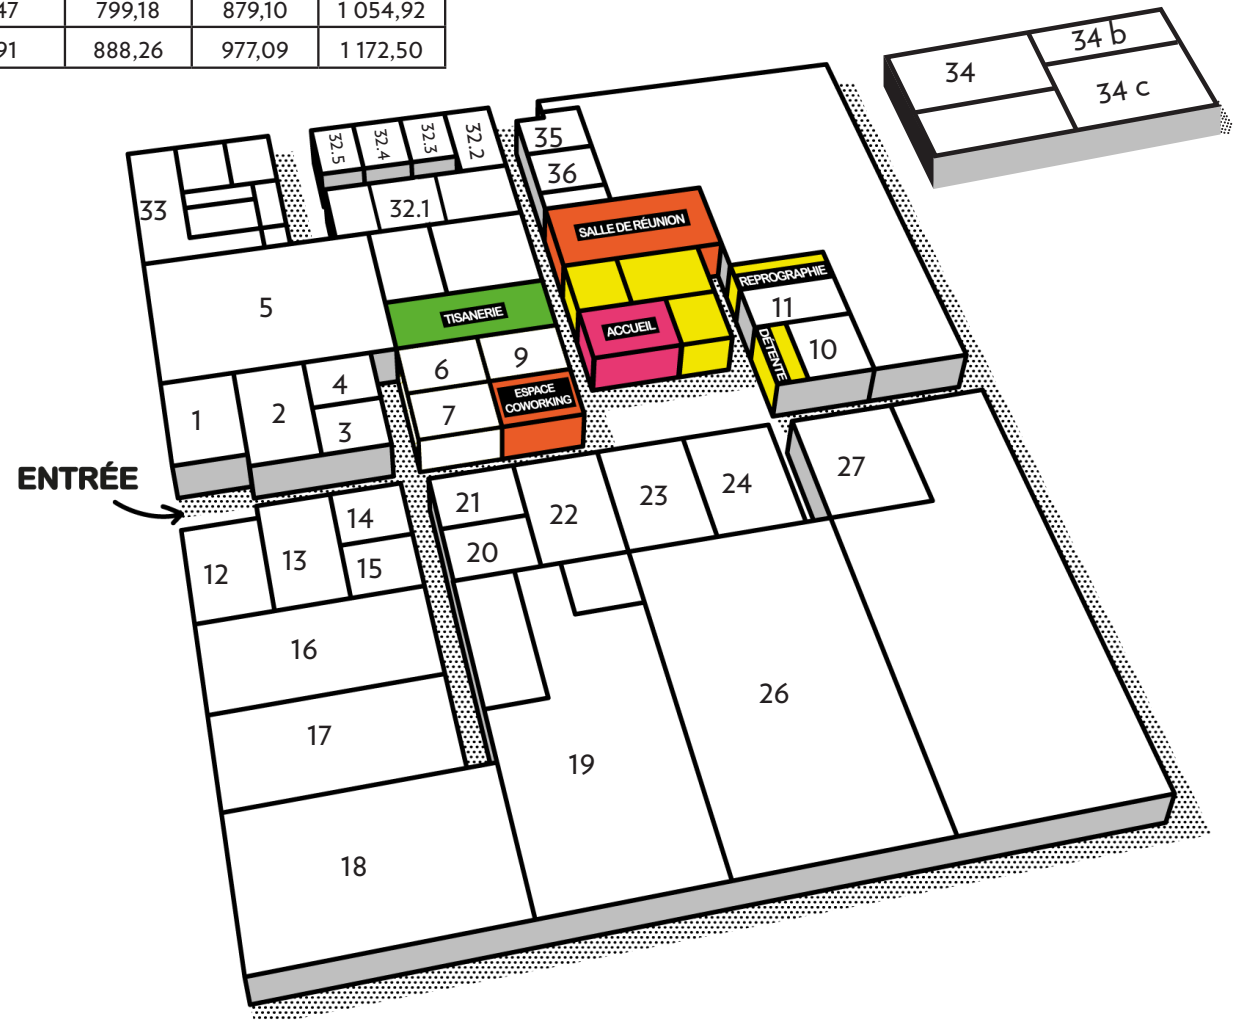 47 799,18 879,10 1 054,92
91 888,26 977,09 1 172,50
34 34 b
34 c
32.5 32.4 32.3 32.2
35
36
33
32.1
SALLE DE RÉUNION
5
TISANERIE
ACCUEIL
REPROGRAPHIE
11
DÉTENTE
10
6 9
7
ESPACE
COWORKING
1 2 4
3
ENTRÉE
12 13 14
15
21 22 23 24 27
20
16
17
18
19
26